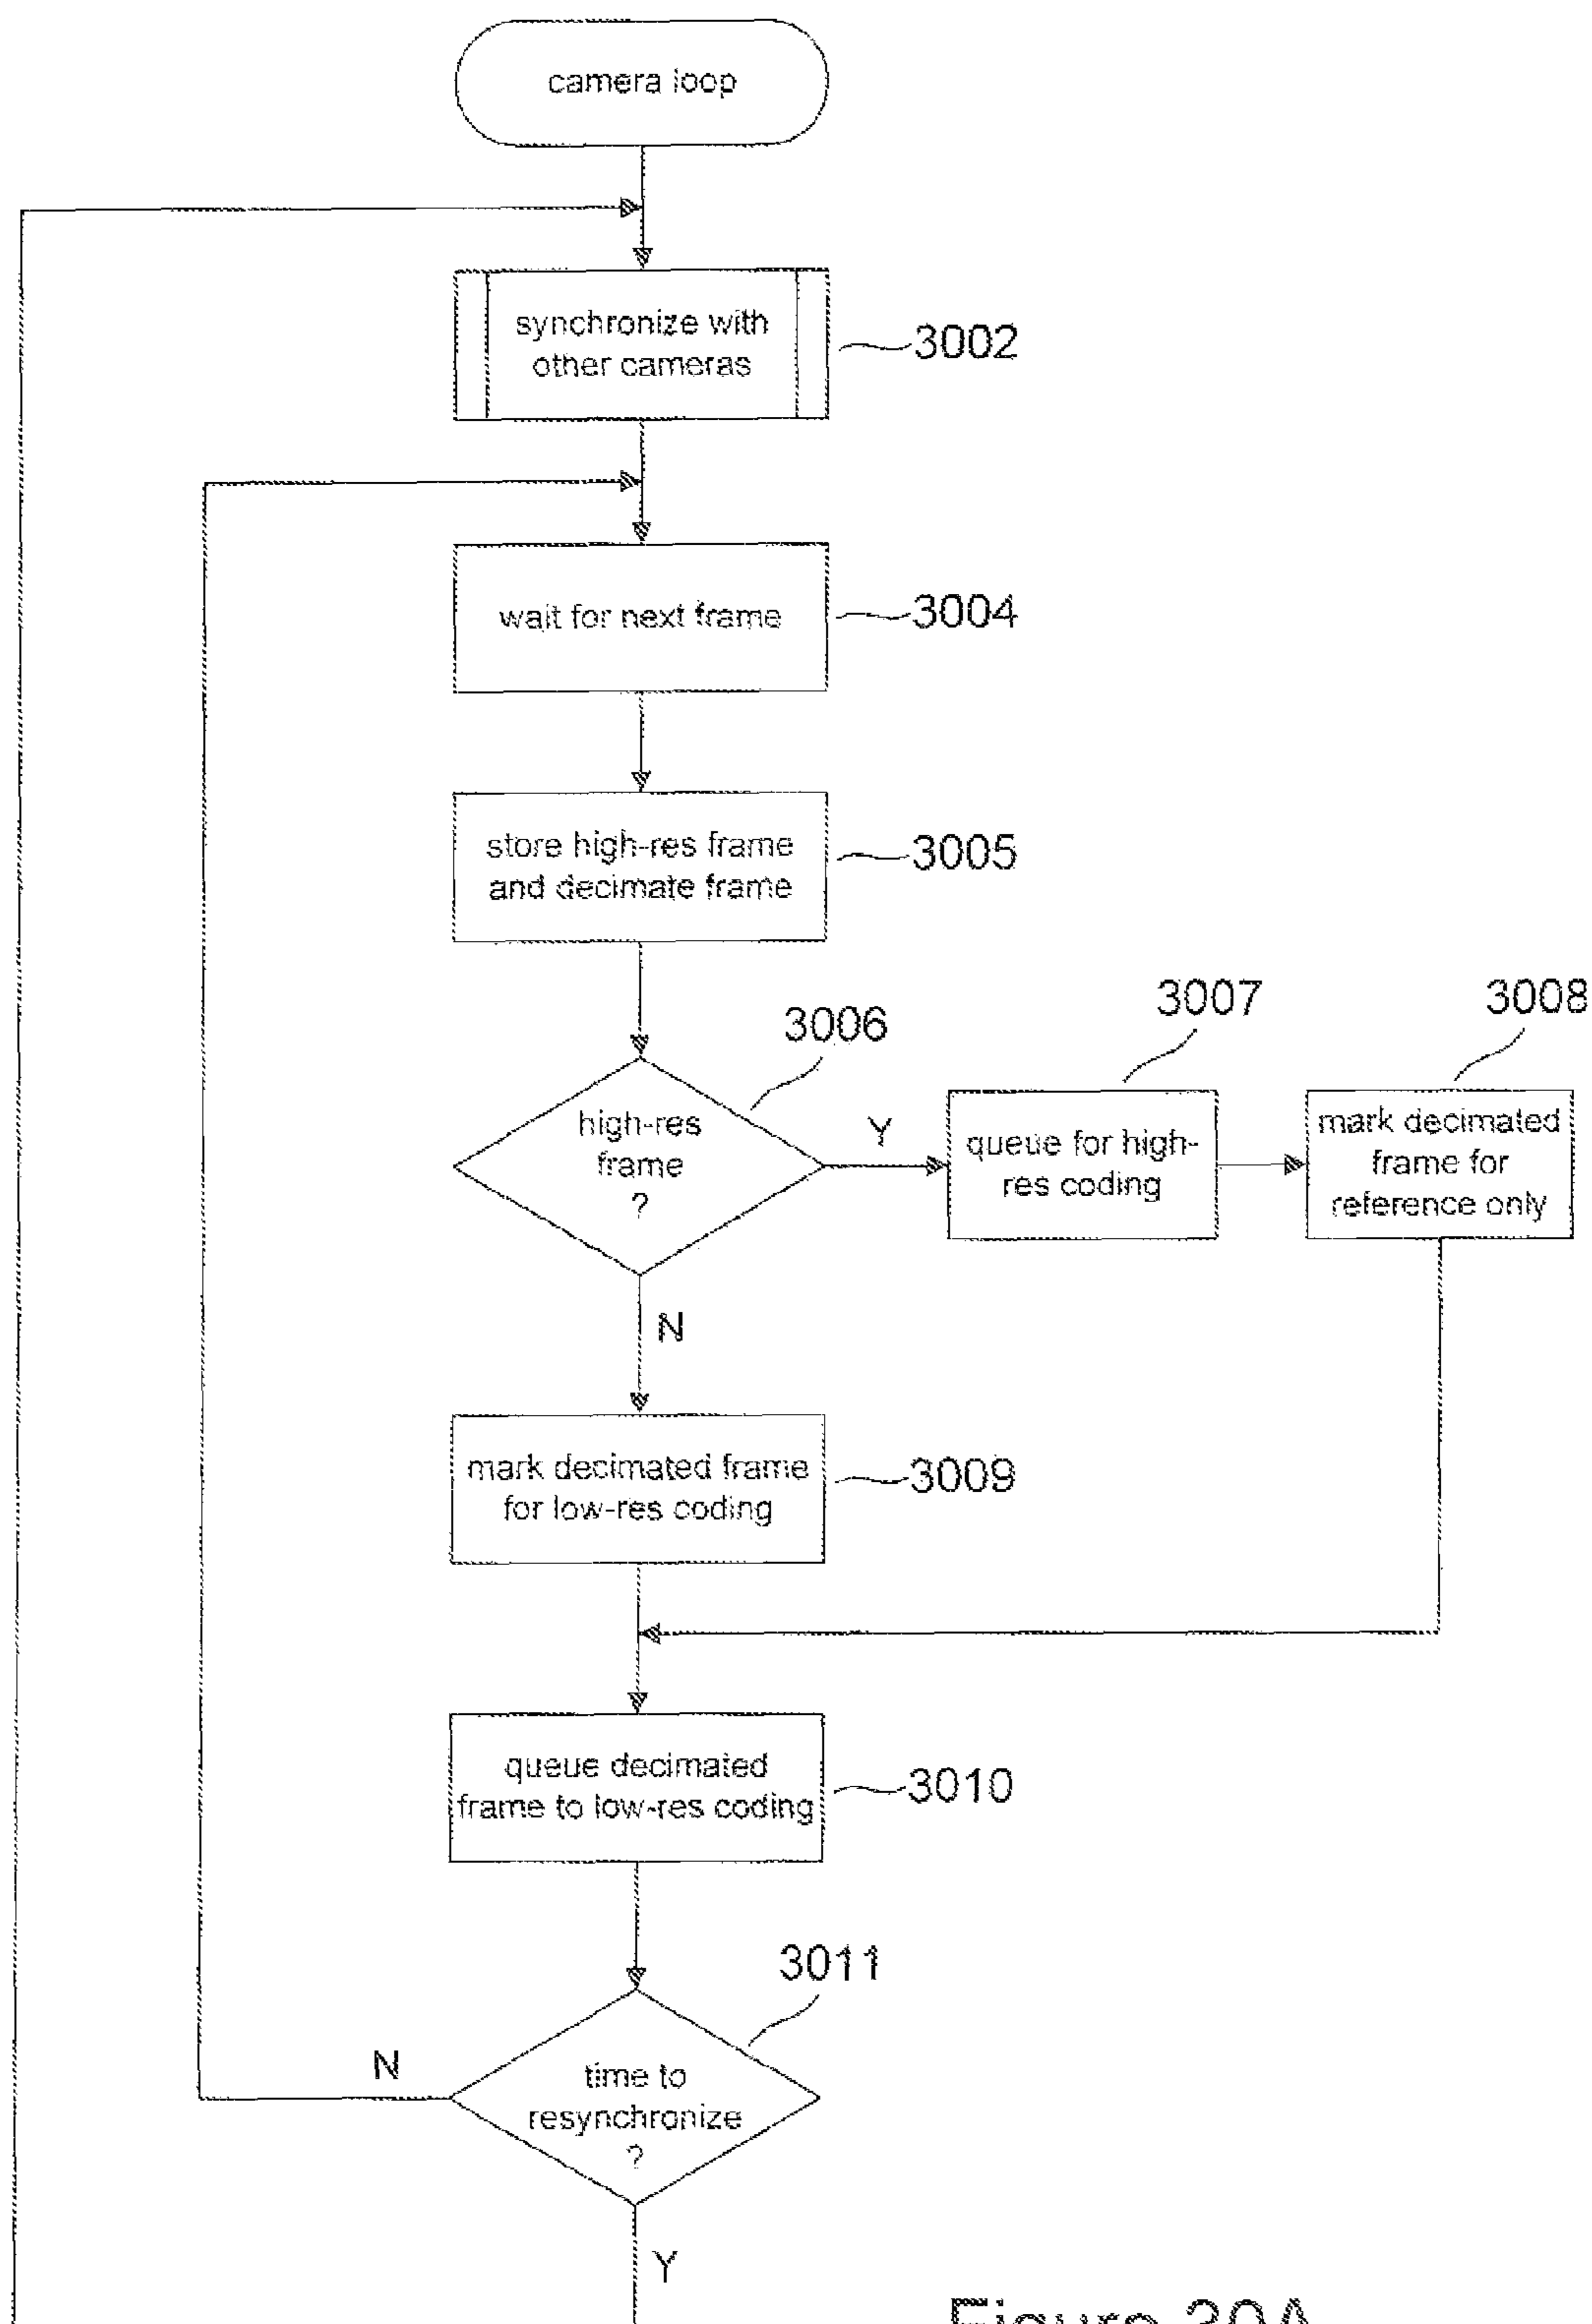 camera loop
synchronize with
other cameras
3002
wait for next frame
3004
store high-res frame
and decimate frame
3005
3006
high-res
frame
?
Y
3007
queue for high-
res coding
3008
mark decimated
frame for
reference only
N
mark decimated frame
for low-res coding
3009
queue decimated
frame to low-res coding
3010
3011
time to
resynchronize
?
N
Y
Figure 30A